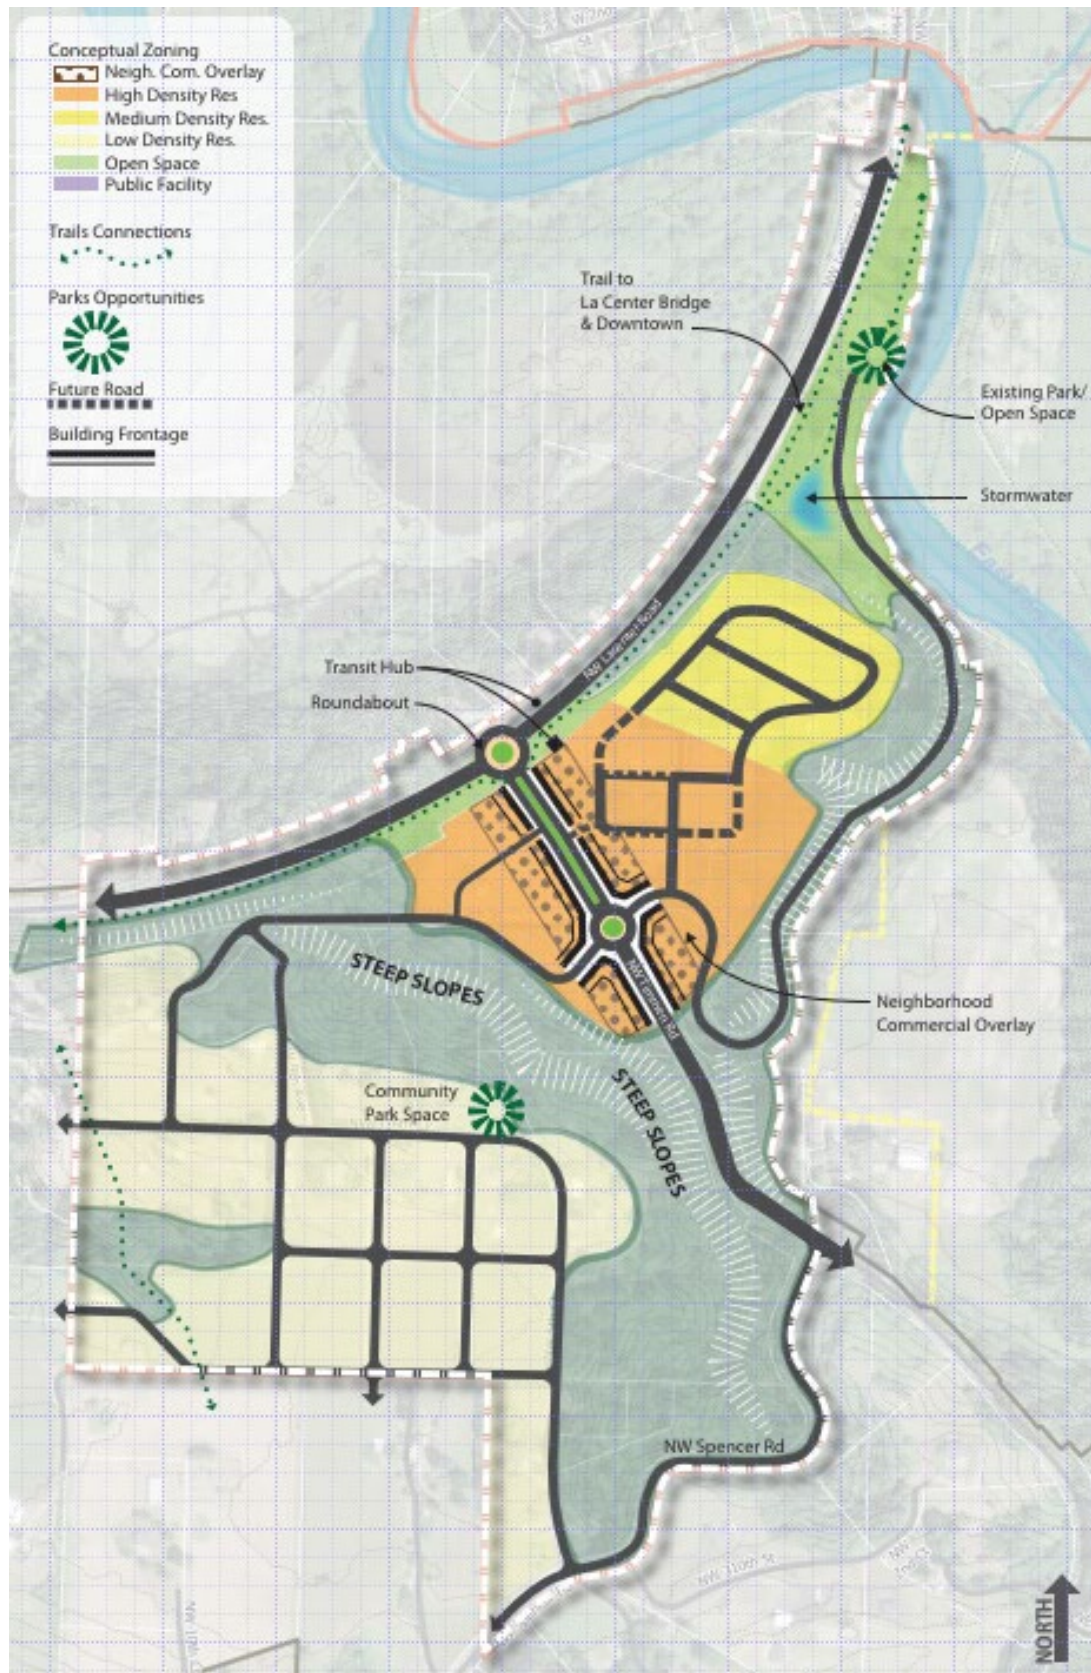 W 2nd
St
Conceptual Zoning
Neigh. Com. Overlay
High Density Res
Medium Density Res.
Low Density Res.
Open Space
Public Facility
Trails Connections
Parks Opportunities
Future Road
Building Frontage
Trail to
La Center Bridge
& Downtown
Existing Park/
Open Space
Stormwater
Transit Hub
Roundabout
Neighborhood
Commercial Overlay
STEEP SLOPES
Community
Park Space
STEEP SLOPES
NW Spencer Rd
NORTH